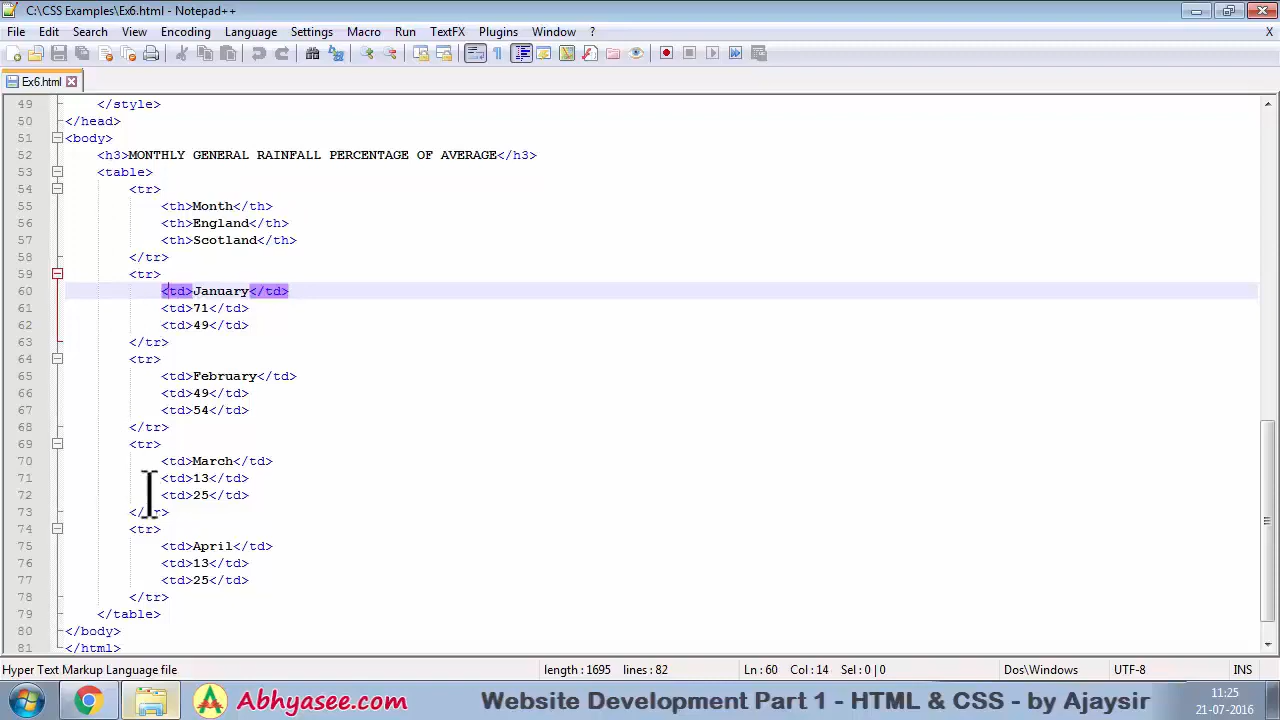 C:\CSS Examples\Ex6.html - Notepad++
File Edit Search View Encoding Language Settings Macro Run TextFX Plugins Window ? X
Ex6.html
49 </style>
50 </head>
51 <body>
52 <h3>MONTHLY GENERAL RAINFALL PERCENTAGE OF AVERAGE</h3>
53 <table>
54 <tr>
55 <th>Month</th>
56 <th>England</th>
57 <th>Scotland</th>
58 </tr>
59 <tr>
60 <td>January</td>
61 <td>71</td>
62 <td>49</td>
63 </tr>
64 <tr>
65 <td>February</td>
66 <td>49</td>
67 <td>54</td>
68 </tr>
69 <tr>
70 <td>March</td>
71 <td>13</td>
72 <td>25</td>
73 </tr>
74 <tr>
75 <td>April</td>
76 <td>13</td>
77 <td>25</td>
78 </tr>
79 </table>
80 </body>
81 </html>
Hyper Text Markup Language file length : 1695 lines : 82 Ln : 60 Col : 14 Sel : 0 | 0 Dos\Windows UTF-8 INS
Abhyasee.com Website Development Part 1 - HTML & CSS - by Ajaysir 11:25
21-07-2016